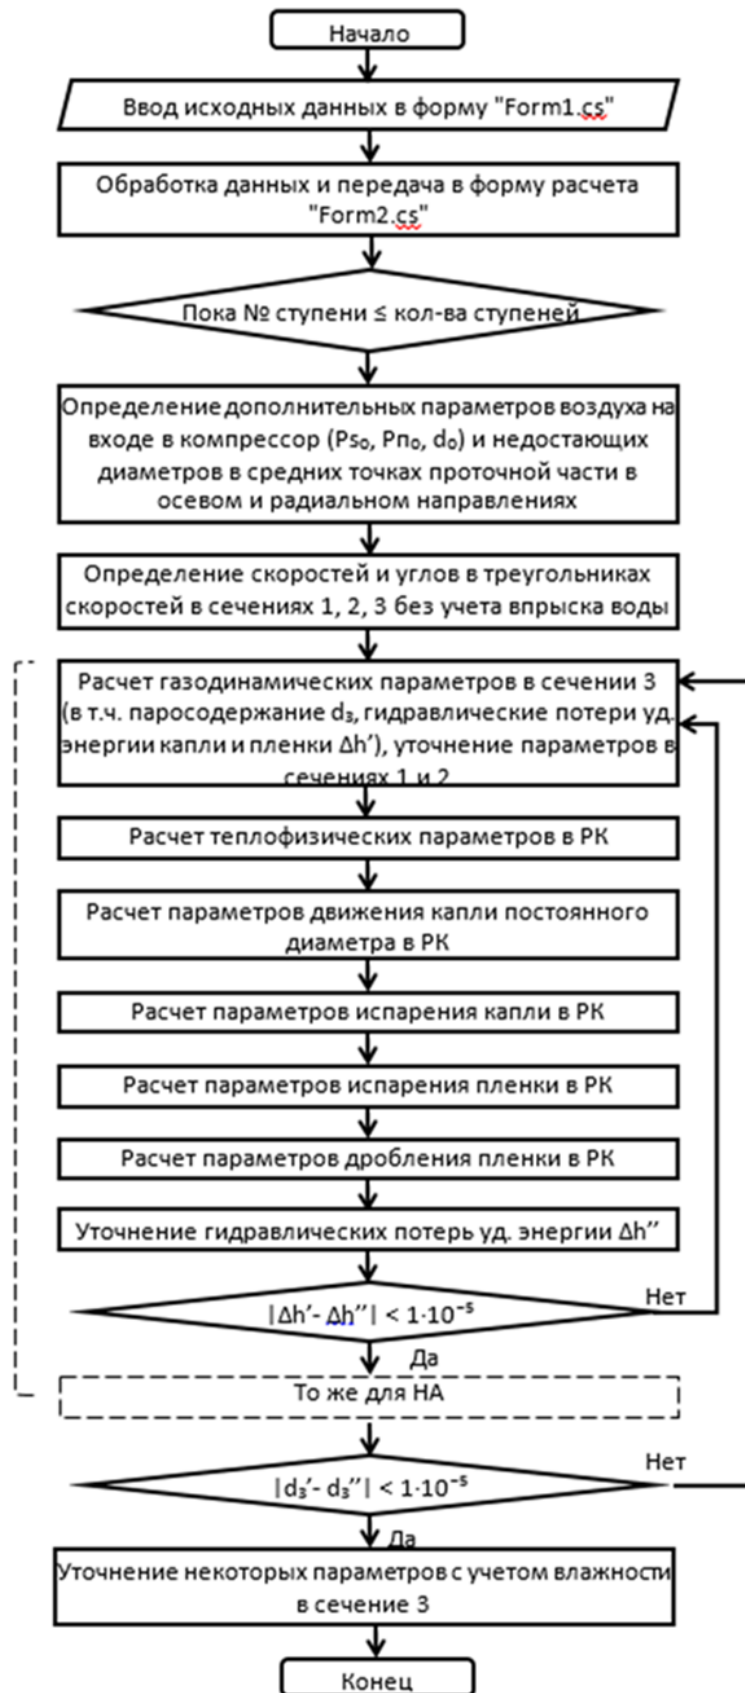 Начало
Ввод исходных данных в форму "Form1.cs"
Обработка данных и передача в форму расчета
"Form2.cs"
Пока № ступени ≤ кол-ва ступеней
Определение дополнительных параметров воздуха на
входе в компрессор (Ps₀, Pп₀, d₀) и недостающих
диаметров в средних точках проточной части в
осевом и радиальном направлениях
Определение скоростей и углов в треугольниках
скоростей в сечениях 1, 2, 3 без учета впрыска воды
Расчет газодинамических параметров в сечении 3
(в т.ч. паросодержание d₃, гидравлические потери уд.
энергии капли и пленки Δh′), уточнение параметров в
сечениях 1 и 2
Расчет теплофизических параметров в РК
Расчет параметров движения капли постоянного
диаметра в РК
Расчет параметров испарения капли в РК
Расчет параметров испарения пленки в РК
Расчет параметров дробления пленки в РК
Уточнение гидравлических потерь уд. энергии Δh′′
|Δh′- Δh′′| < 1·10⁻⁵
Нет
Да
То же для НА
|d₃′- d₃′′| < 1·10⁻⁵
Нет
Да
Уточнение некоторых параметров с учетом влажности
в сечение 3
Конец